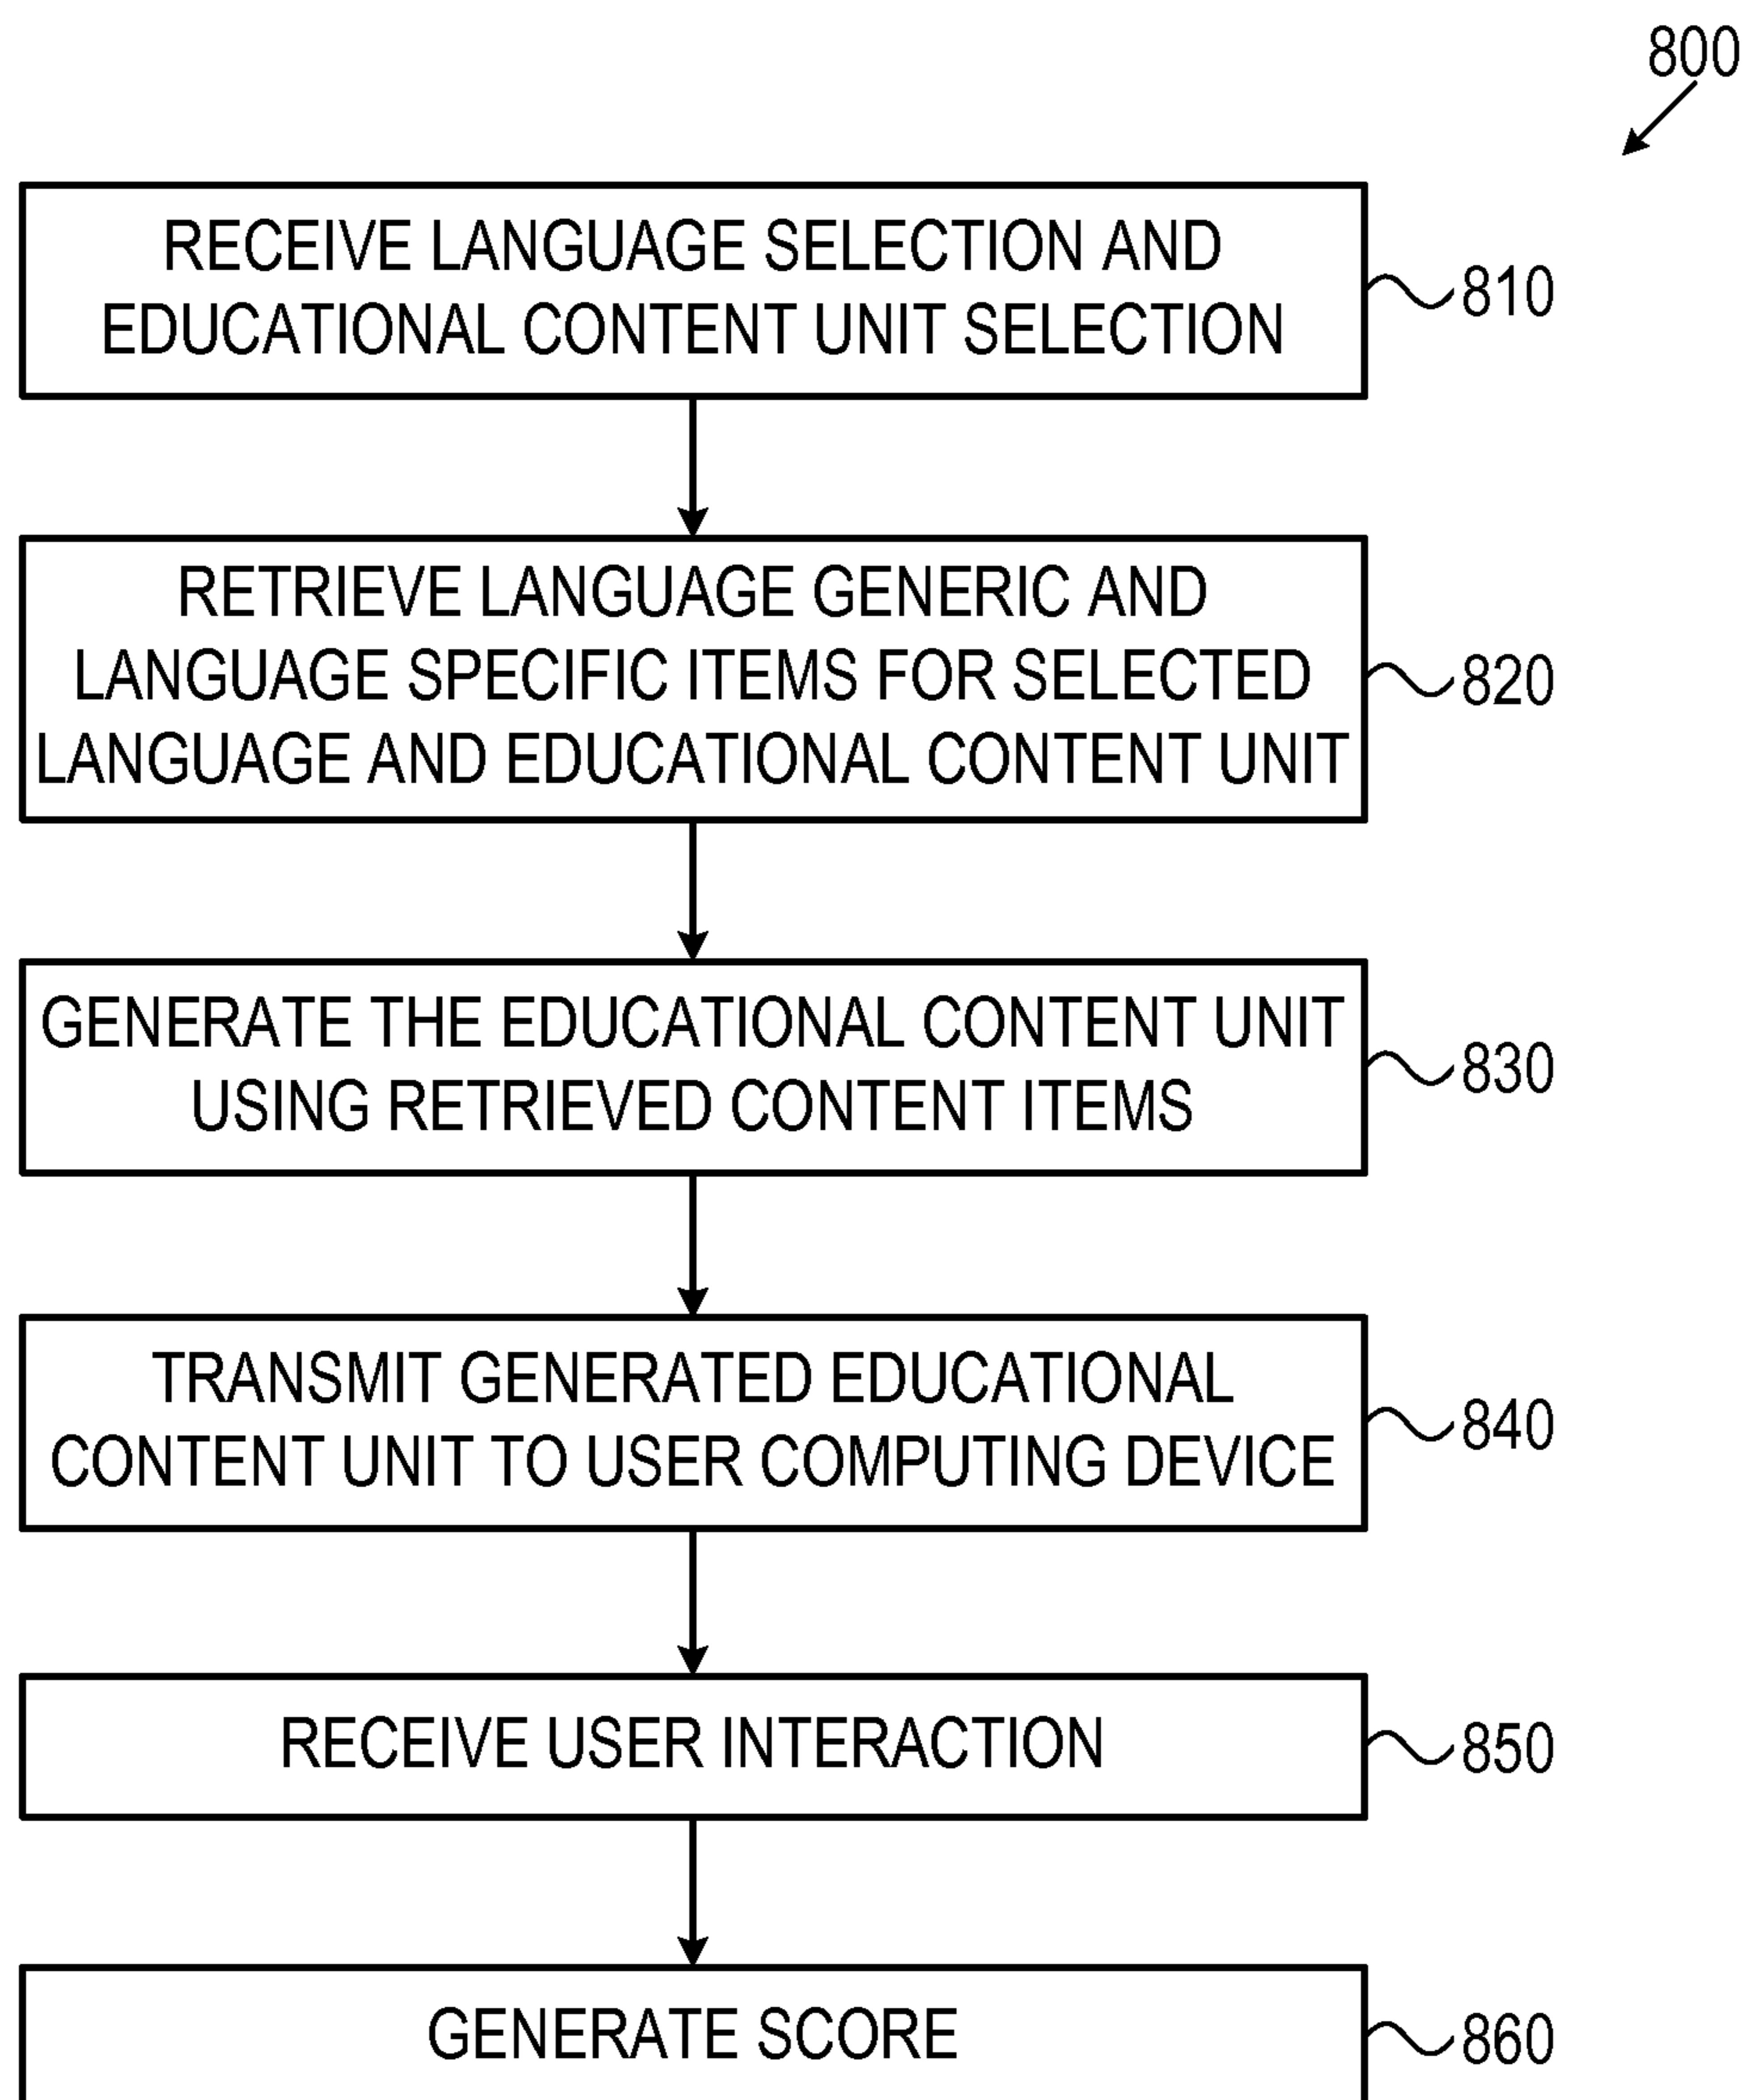 800
RECEIVE LANGUAGE SELECTION AND
EDUCATIONAL CONTENT UNIT SELECTION
810
RETRIEVE LANGUAGE GENERIC AND
LANGUAGE SPECIFIC ITEMS FOR SELECTED
LANGUAGE AND EDUCATIONAL CONTENT UNIT
820
GENERATE THE EDUCATIONAL CONTENT UNIT
USING RETRIEVED CONTENT ITEMS
830
TRANSMIT GENERATED EDUCATIONAL
CONTENT UNIT TO USER COMPUTING DEVICE
840
RECEIVE USER INTERACTION
850
GENERATE SCORE
860